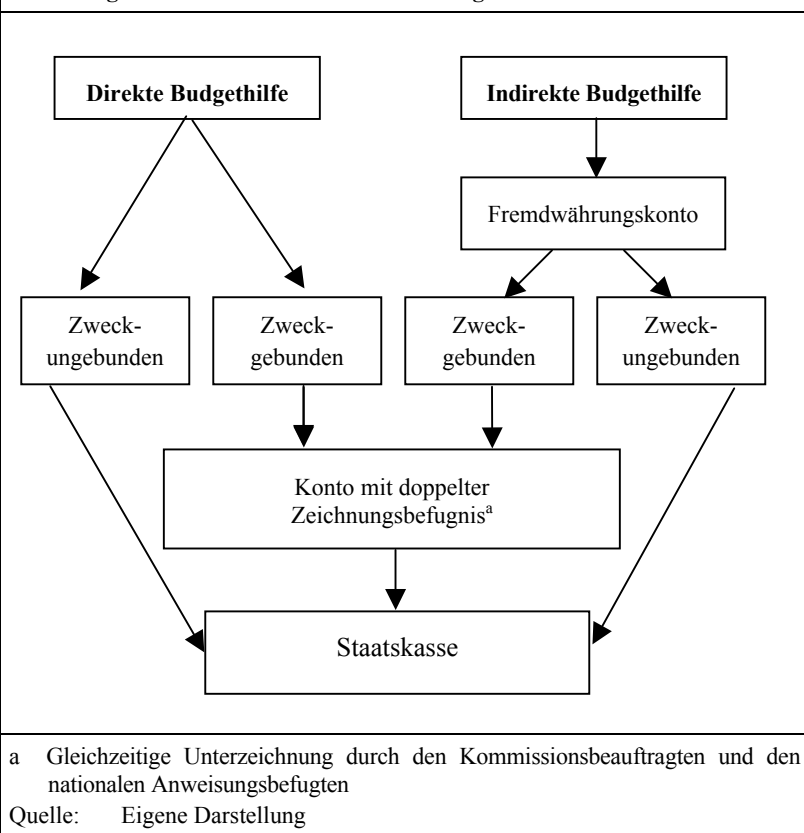 Direkte Budgethilfe
Indirekte Budgethilfe
Fremdwährungskonto
Zweck-
ungebunden
Zweck-
gebunden
Zweck-
gebunden
Zweck-
ungebunden
Konto mit doppelter
Zeichnungsbefugnisᵃ
Staatskasse
a Gleichzeitige Unterzeichnung durch den Kommissionsbeauftragten und den
nationalen Anweisungsbefugten
Quelle: Eigene Darstellung